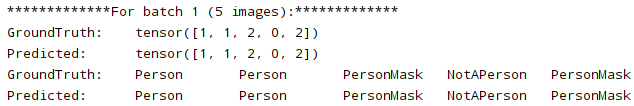 *************For batch 1 (5 images):*************
GroundTruth:    tensor([1, 1, 2, 0, 2])
Predicted:      tensor([1, 1, 2, 0, 2])
GroundTruth:    Person       Person       PersonMask   NotAPerson   PersonMask
Predicted:      Person       Person       PersonMask   NotAPerson   PersonMask